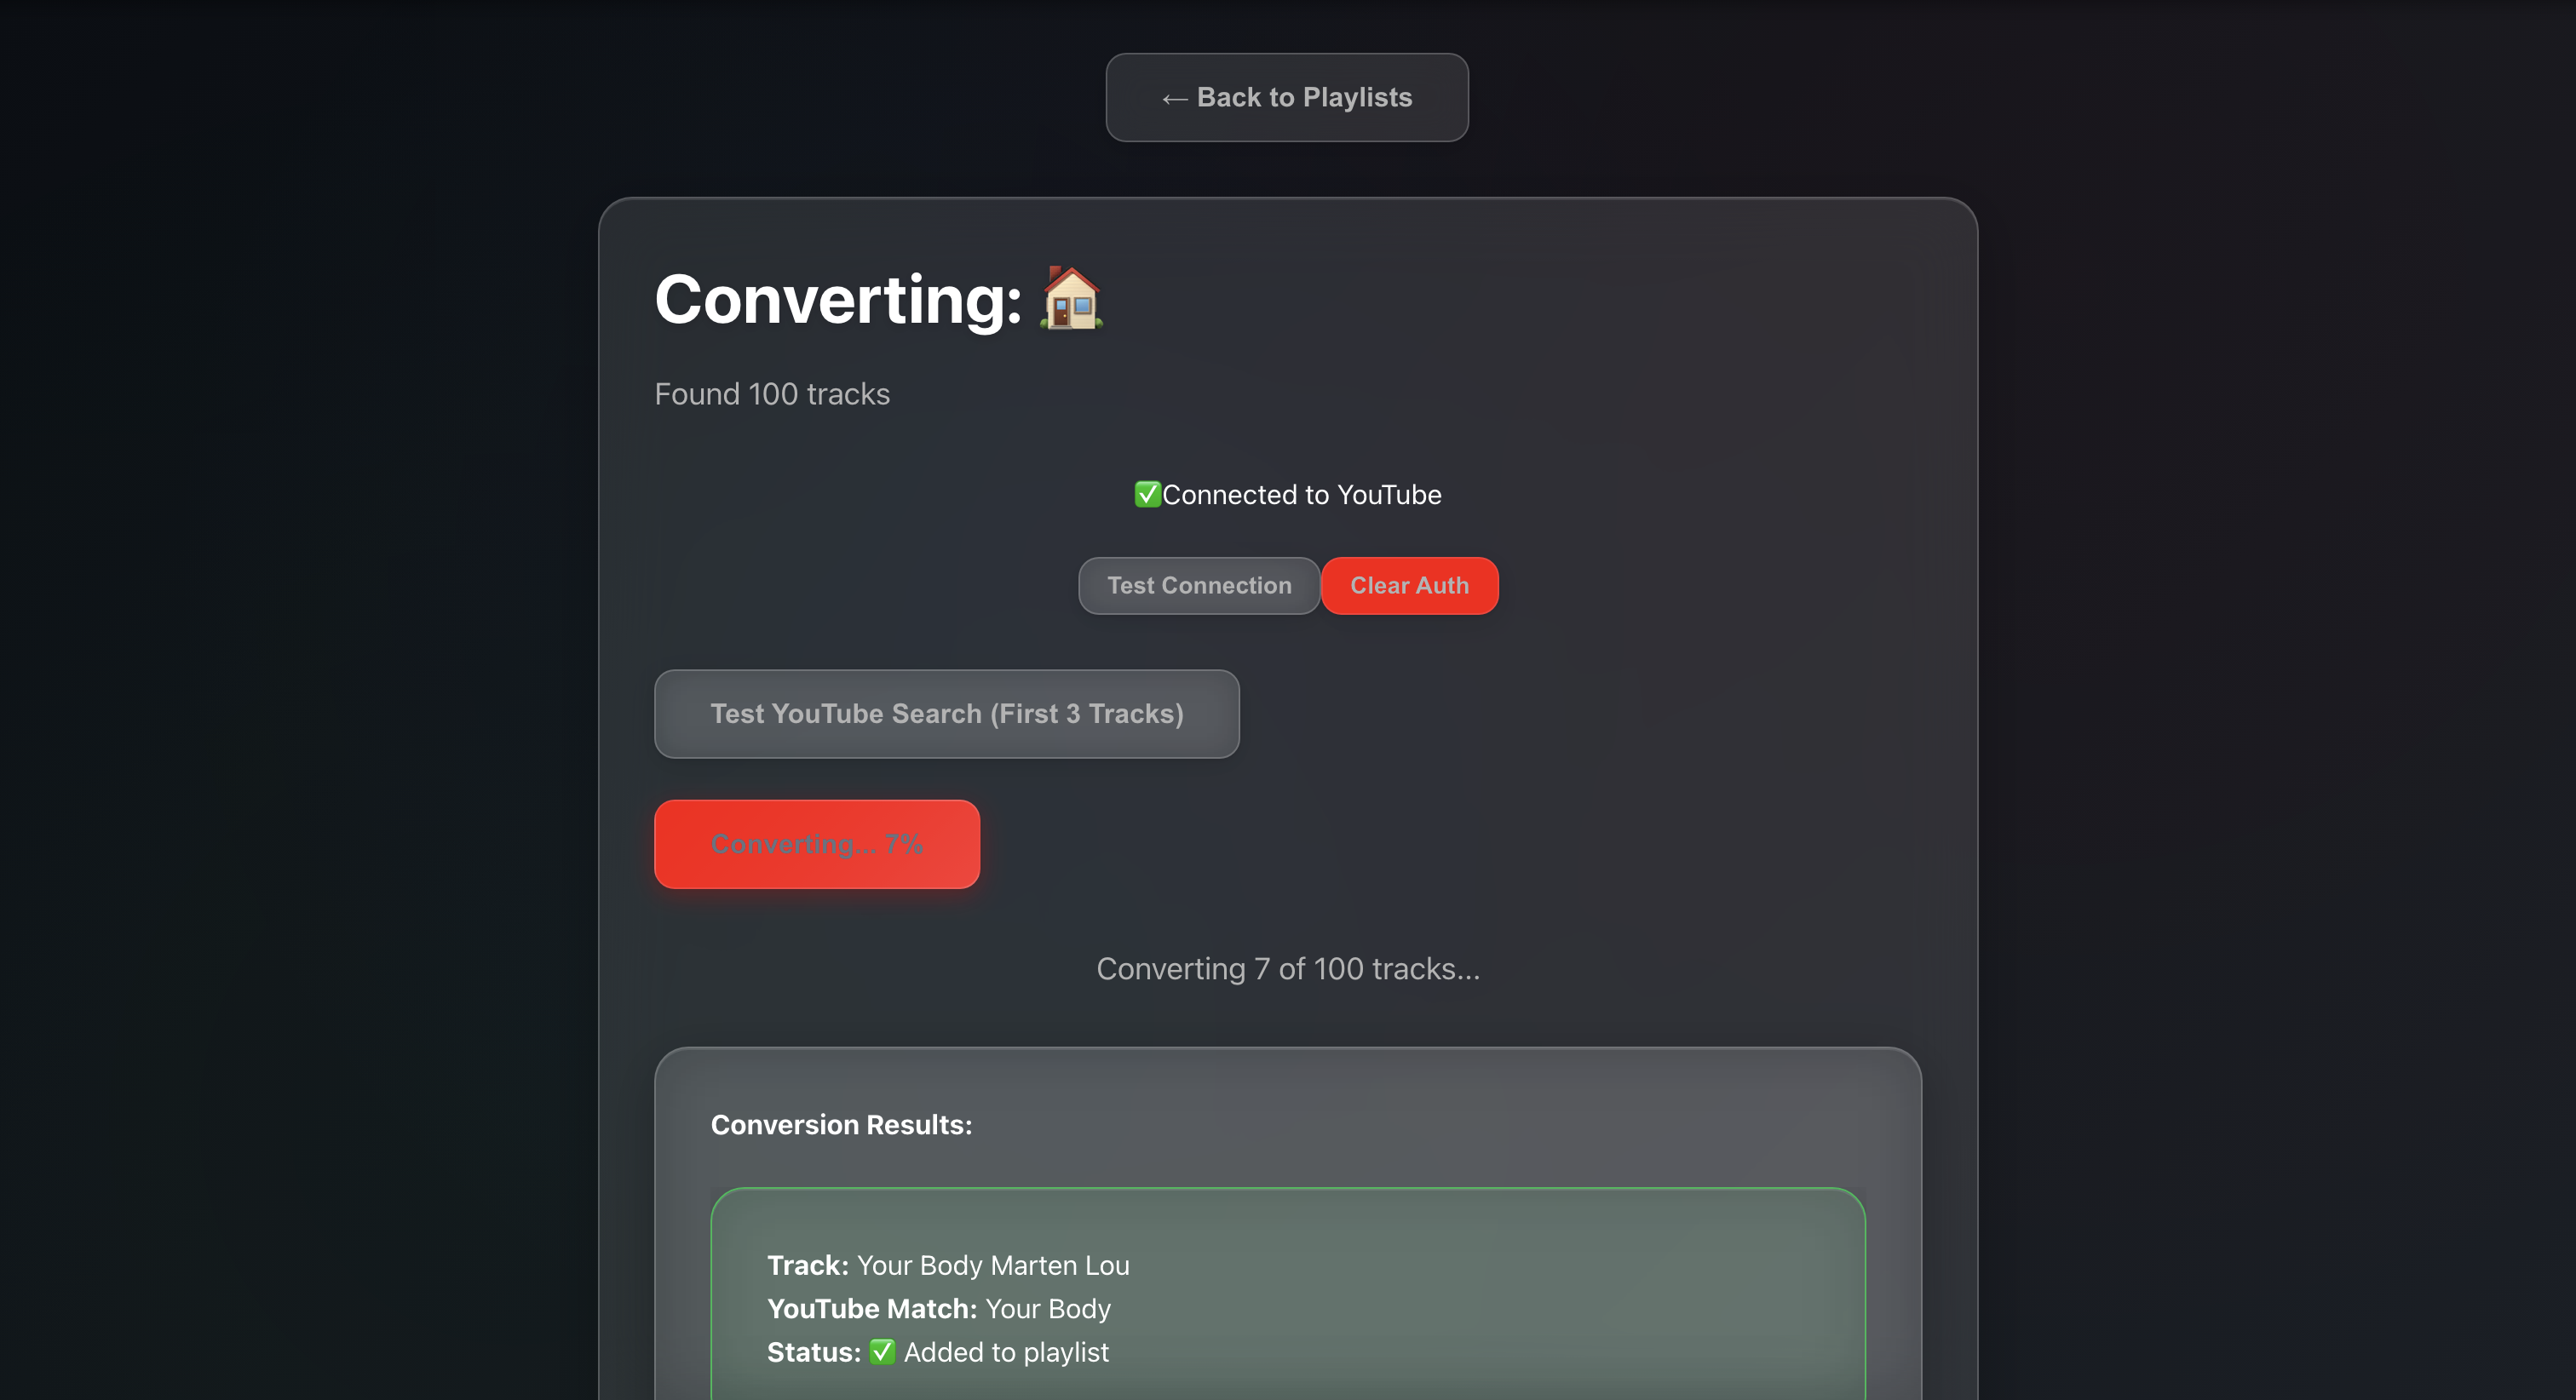 ← Back to Playlists
Converting: 🏠
Found 100 tracks
✅Connected to YouTube
Test Connection
Clear Auth
Test YouTube Search (First 3 Tracks)
Converting... 7%
Converting 7 of 100 tracks...
Conversion Results:
Track: Your Body Marten Lou
YouTube Match: Your Body
Status: ✅ Added to playlist